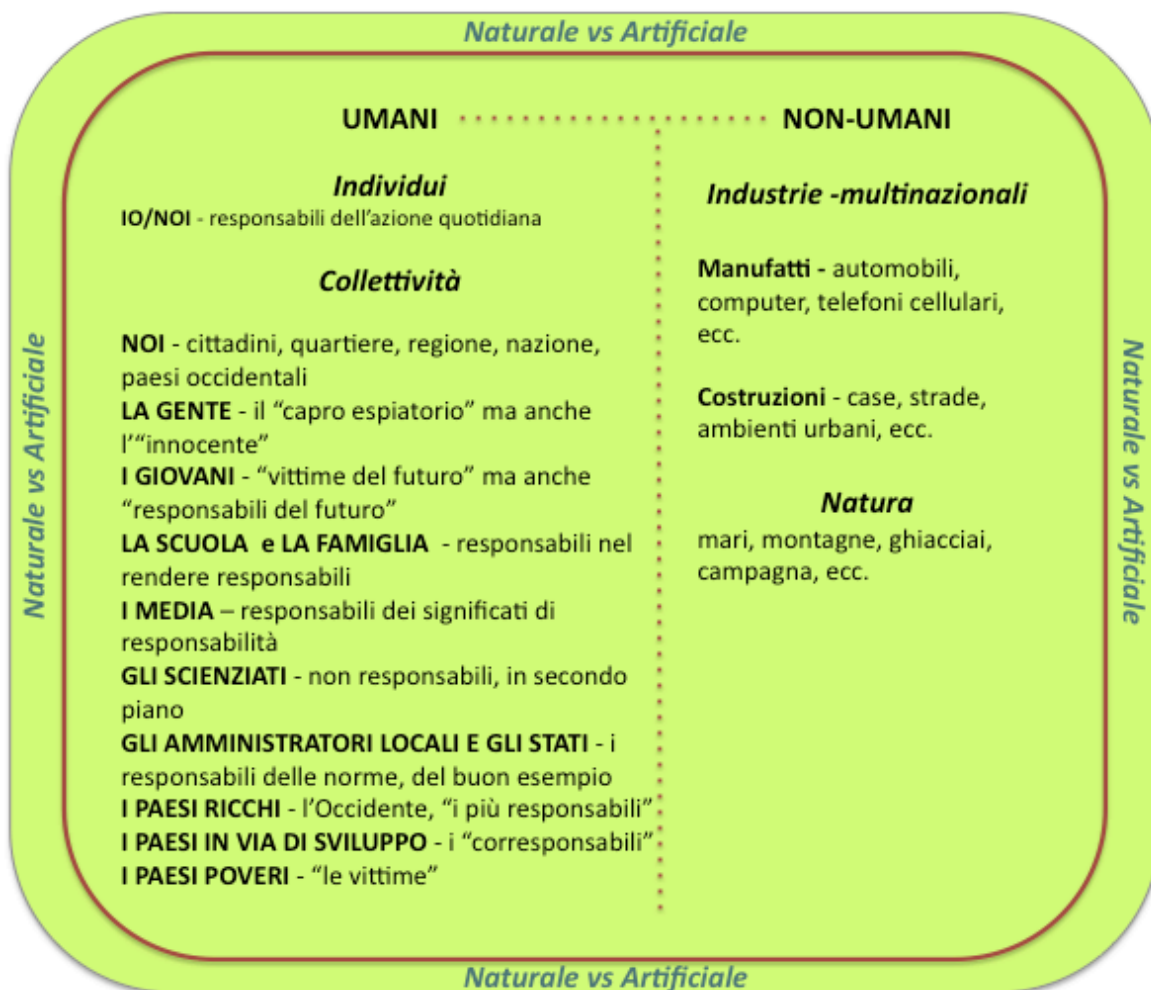 Naturale vs Artificiale
UMANI
Individui
IO/NOI - responsabili dell'azione quotidiana
Collettività
NOI - cittadini, quartiere, regione, nazione,
paesi occidentali
LA GENTE - il “capro espiatorio” ma anche
l'“innocente”
I GIOVANI - “vittime del futuro” ma anche
“responsabili del futuro”
LA SCUOLA e LA FAMIGLIA - responsabili nel
rendere responsabili
I MEDIA – responsabili dei significati di
responsabilità
GLI SCIENZIATI - non responsabili, in secondo
piano
GLI AMMINISTRATORI LOCALI E GLI STATI - i
responsabili delle norme, del buon esempio
I PAESI RICCHI - l'Occidente, “i più responsabili”
I PAESI IN VIA DI SVILUPPO - i “corresponsabili”
I PAESI POVERI - “le vittime”
NON-UMANI
Industrie -multinazionali
Manufatti - automobili,
computer, telefoni cellulari,
ecc.
Costruzioni - case, strade,
ambienti urbani, ecc.
Natura
mari, montagne, ghiacciai,
campagna, ecc.
Naturale vs Artificiale
Naturale vs Artificiale
Naturale vs Artificiale